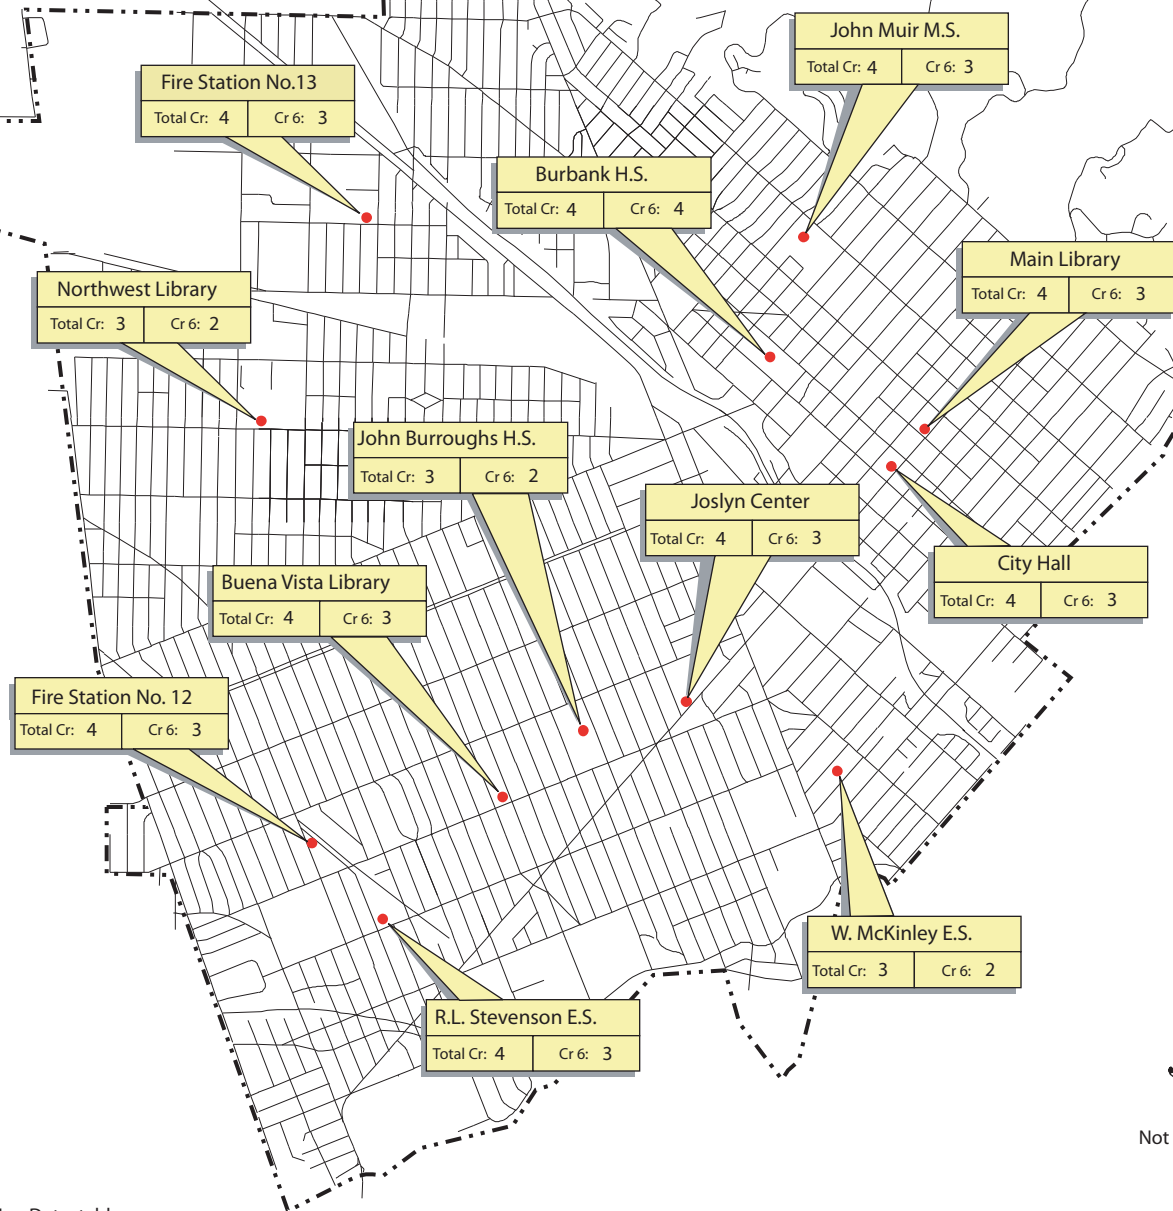 John Muir M.S.
Total Cr: 4 Cr 6: 3
Fire Station No.13
Total Cr: 4 Cr 6: 3
Burbank H.S.
Total Cr: 4 Cr 6: 4
Main Library
Total Cr: 4 Cr 6: 3
Northwest Library
Total Cr: 3 Cr 6: 2
John Burroughs H.S.
Total Cr: 3 Cr 6: 2
Joslyn Center
Total Cr: 4 Cr 6: 3
City Hall
Total Cr: 4 Cr 6: 3
Buena Vista Library
Total Cr: 4 Cr 6: 3
Fire Station No. 12
Total Cr: 4 Cr 6: 3
W. McKinley E.S.
Total Cr: 3 Cr 6: 2
R.L. Stevenson E.S.
Total Cr: 4 Cr 6: 3
Not